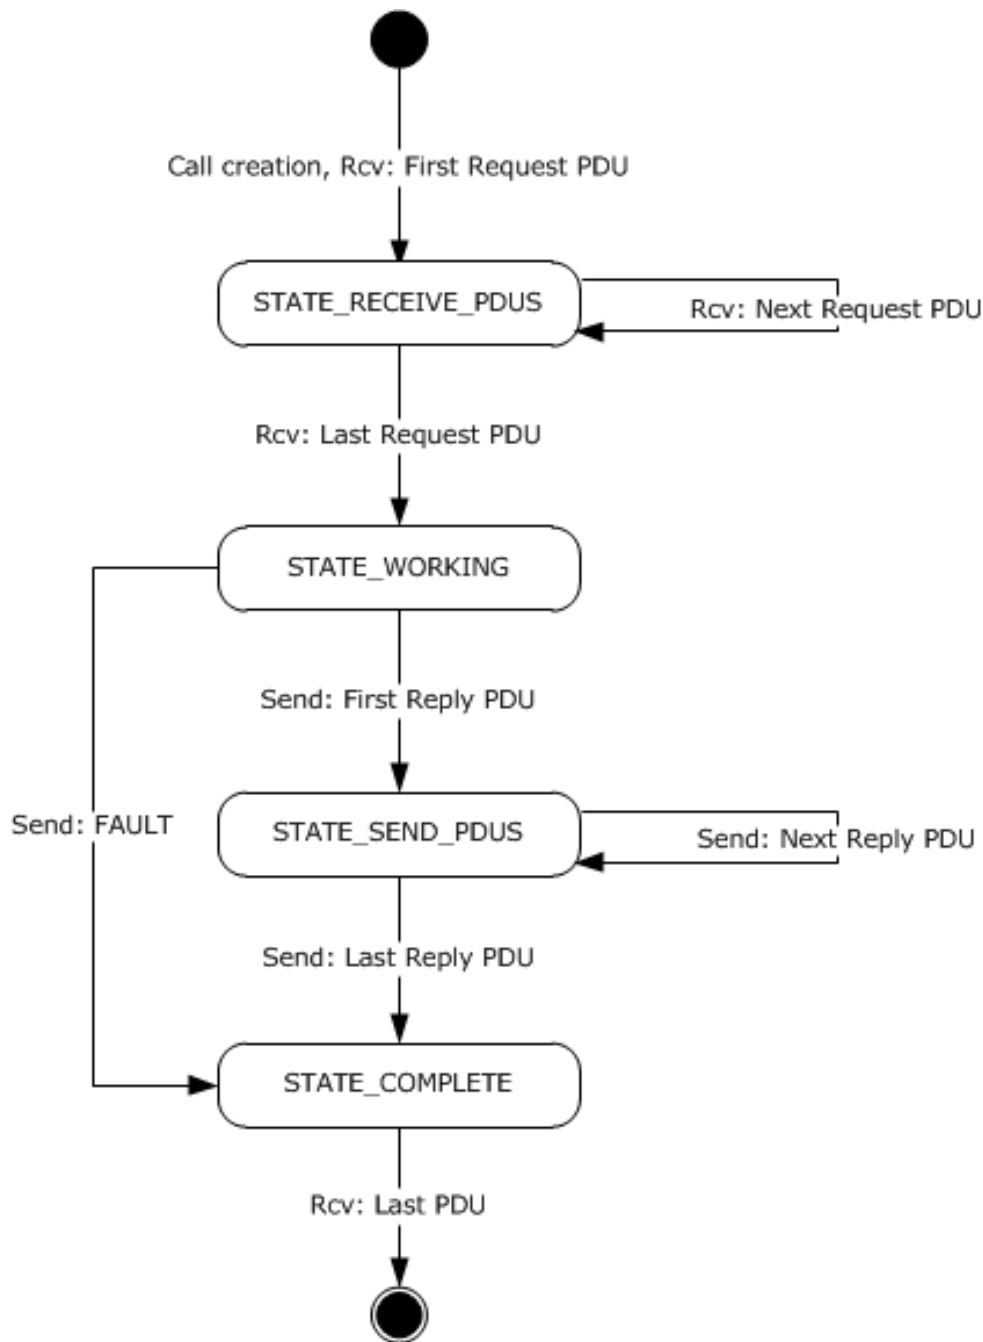 Call creation, Rcv: First Request PDU
STATE_RECEIVE_PDUS
Rcv: Next Request PDU
Rcv: Last Request PDU
STATE_WORKING
Send: First Reply PDU
Send: FAULT
STATE_SEND_PDUS
Send: Next Reply PDU
Send: Last Reply PDU
STATE_COMPLETE
Rcv: Last PDU